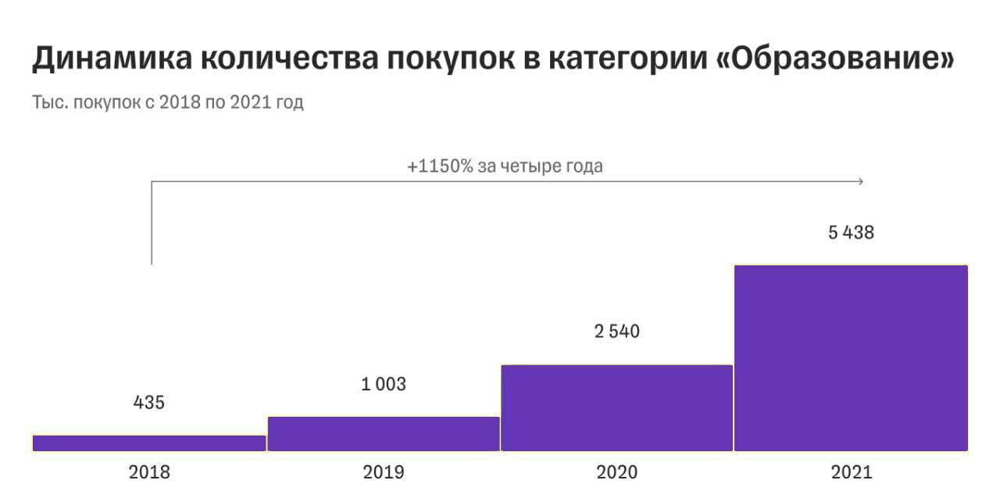 Динамика количества покупок в категории «Образование»
Тыс. покупок с 2018 по 2021 год
+1150% за четыре года
5 438
2 540
1 003
435
2018 2019 2020 2021